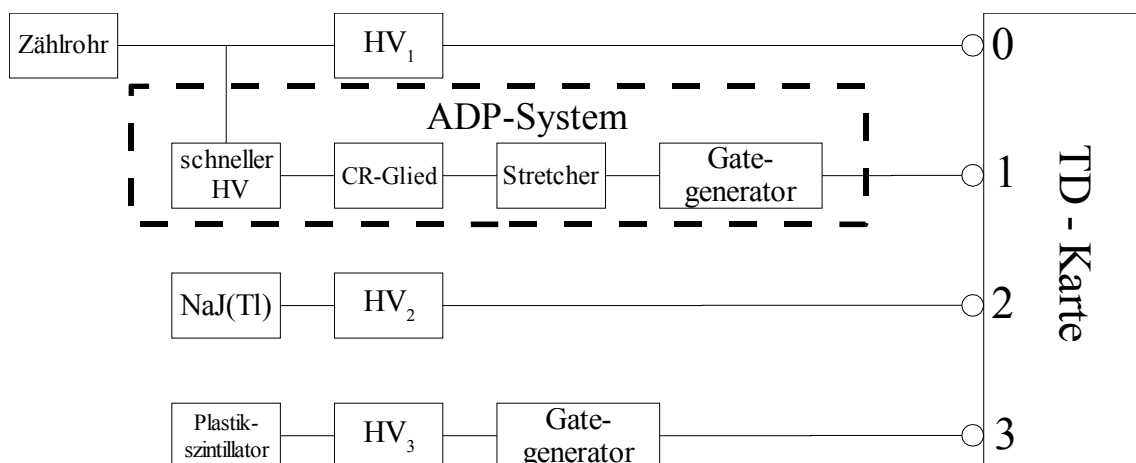 Zählrohr
HV1
0
ADP-System
schneller
HV
CR-Glied
Stretcher
Gate-
generator
1
TD - Karte
NaJ(Tl)
HV2
2
Plastik-
szintillator
HV3
Gate-
generator
3